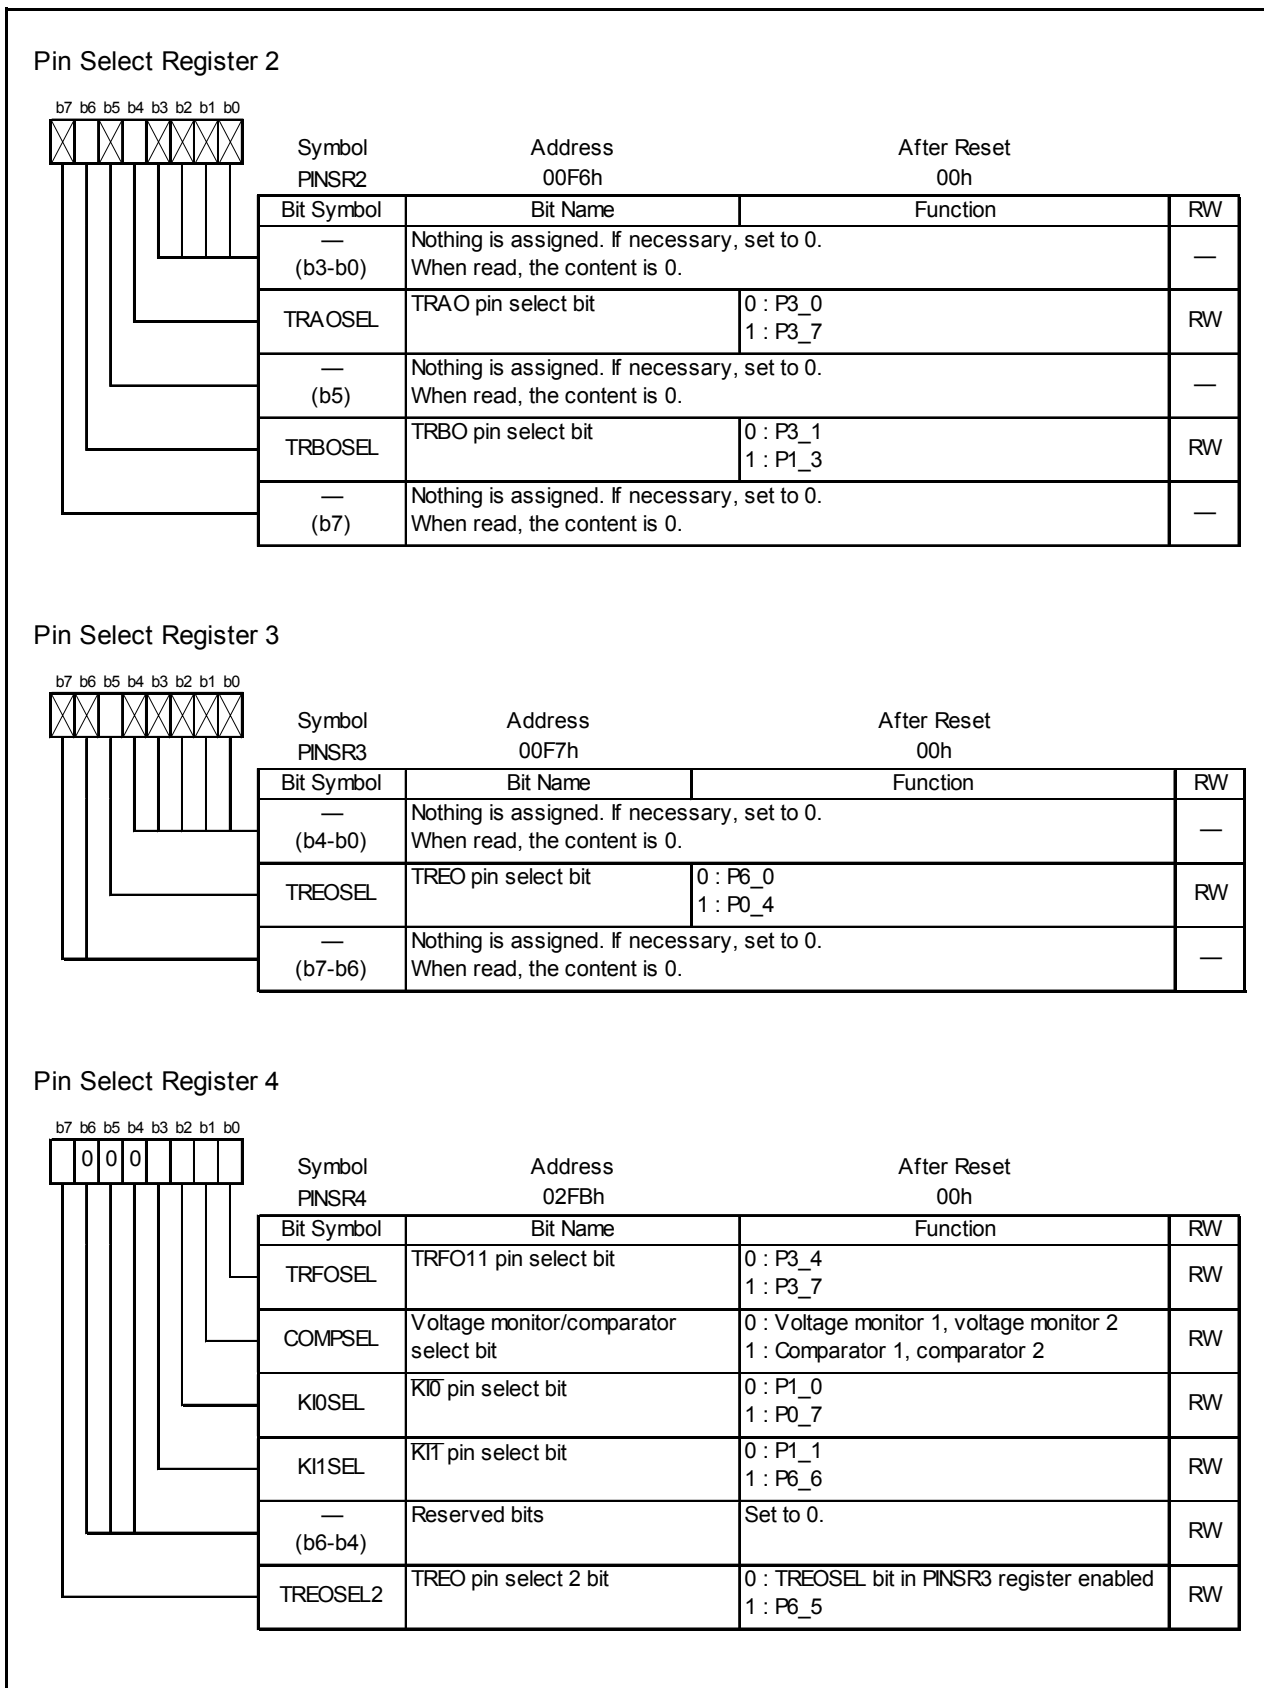 Pin Select Register 2
b7 b6 b5 b4 b3 b2 b1 b0
Symbol Address After Reset
PINSR2 00F6h 00h
Bit Symbol Bit Name Function RW
— (b3-b0) Nothing is assigned. If necessary, set to 0.
When read, the content is 0. —
TRAOSEL TRAO pin select bit 0 : P3_0
1 : P3_7 RW
— (b5) Nothing is assigned. If necessary, set to 0.
When read, the content is 0. —
TRBOSEL TRBO pin select bit 0 : P3_1
1 : P1_3 RW
— (b7) Nothing is assigned. If necessary, set to 0.
When read, the content is 0. —
Pin Select Register 3
b7 b6 b5 b4 b3 b2 b1 b0
Symbol Address After Reset
PINSR3 00F7h 00h
Bit Symbol Bit Name Function RW
— (b4-b0) Nothing is assigned. If necessary, set to 0.
When read, the content is 0. —
TREOSEL TREO pin select bit 0 : P6_0
1 : P0_4 RW
— (b7-b6) Nothing is assigned. If necessary, set to 0.
When read, the content is 0. —
Pin Select Register 4
b7 b6 b5 b4 b3 b2 b1 b0
0 0 0
Symbol Address After Reset
PINSR4 02FBh 00h
Bit Symbol Bit Name Function RW
TRFOSEL TRFO11 pin select bit 0 : P3_4
1 : P3_7 RW
COMPSEL Voltage monitor/comparator select bit 0 : Voltage monitor 1, voltage monitor 2
1 : Comparator 1, comparator 2 RW
KI0SEL K̅I̅0̅ pin select bit 0 : P1_0
1 : P0_7 RW
KI1SEL K̅I̅1̅ pin select bit 0 : P1_1
1 : P6_6 RW
— (b6-b4) Reserved bits Set to 0. RW
TREOSEL2 TREO pin select 2 bit 0 : TREOSEL bit in PINSR3 register enabled
1 : P6_5 RW